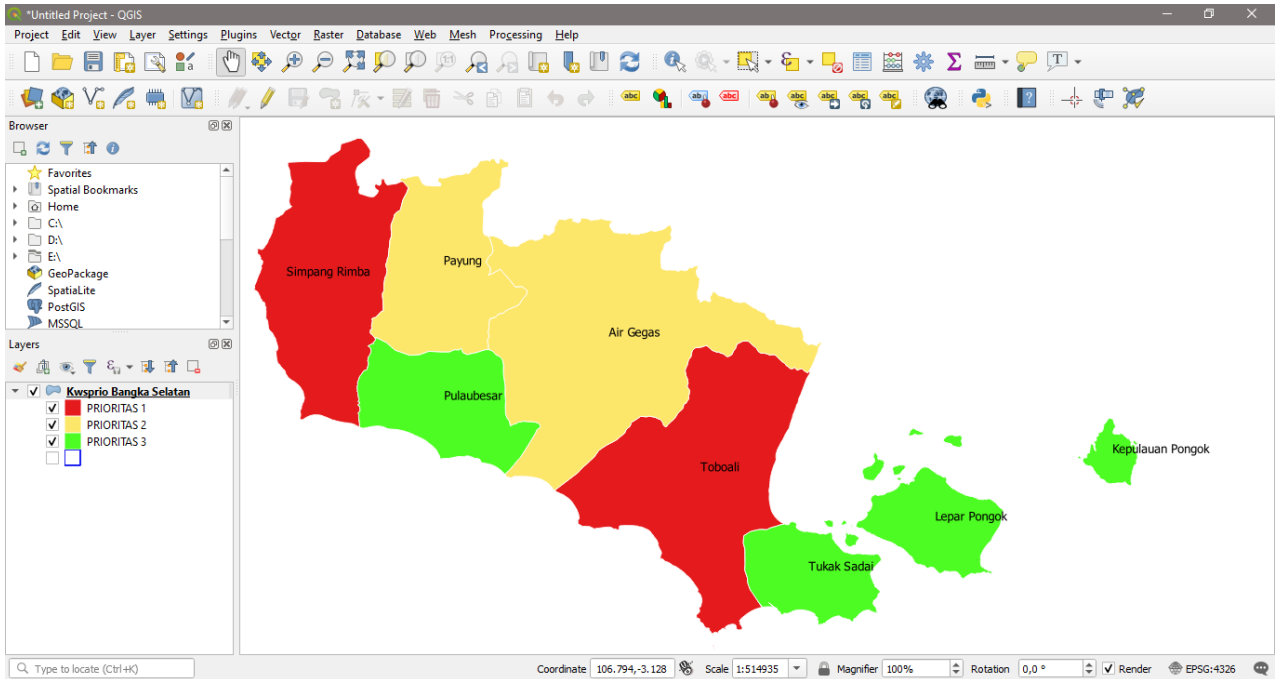 *Untitled Project - QGIS
Project Edit View Layer Settings Plugins Vector Raster Database Web Mesh Processing Help
Browser
Favorites
Spatial Bookmarks
Home
C:\
D:\
E:\
GeoPackage
SpatiaLite
PostGIS
MSSQL
Layers
Kwsprio Bangka Selatan
PRIORITAS 1
PRIORITAS 2
PRIORITAS 3
Simpang Rimba
Payung
Air Gegas
Pulaubesar
Toboali
Kepulauan Pongok
Lepar Pongok
Tukak Sadai
Type to locate (Ctrl+K)
Coordinate 106.794,-3.128 Scale 1:514935 Magnifier 100% Rotation 0,0 ° Render EPSG:4326